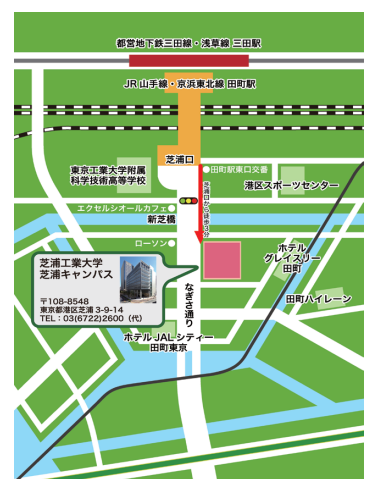 都営地下鉄三田線・浅草線 三田駅
JR 山手線・京浜東北線 田町駅
芝浦口
田町駅東口交番
東京工業大学附属
科学技術高等学校
芝浦口から徒歩3分
港区スポーツセンター
エクセルシオールカフェ
新芝橋
ローソン
ホテル
グレイスリー
田町
芝浦工業大学
芝浦キャンパス
〒108-8548
東京都港区芝浦 3-9-14
TEL：03(6722)2600（代）
なぎさ通り
田町ハイレーン
ホテル JAL シティー
田町東京